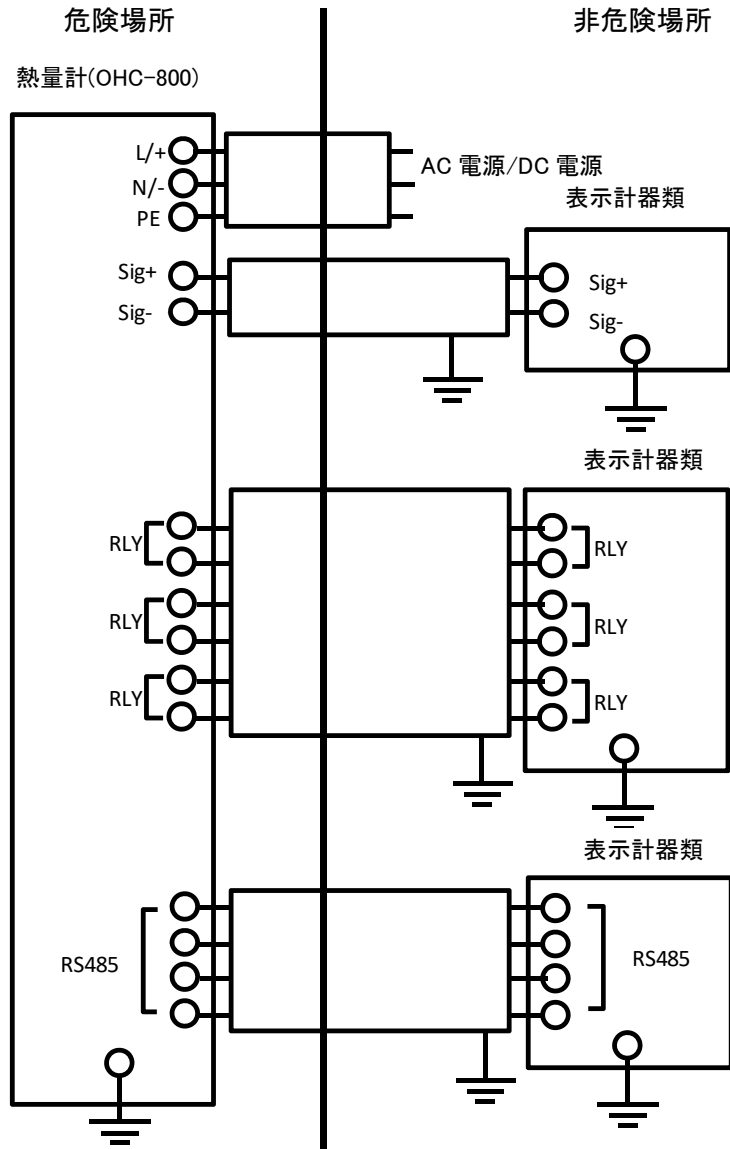 危険場所
非危険場所
熱量計(OHC-800)
L/+
N/-
PE
AC 電源/DC 電源
表示計器類
Sig+
Sig-
Sig+
Sig-
表示計器類
RLY
RLY
RLY
RLY
RLY
RLY
表示計器類
RS485
RS485